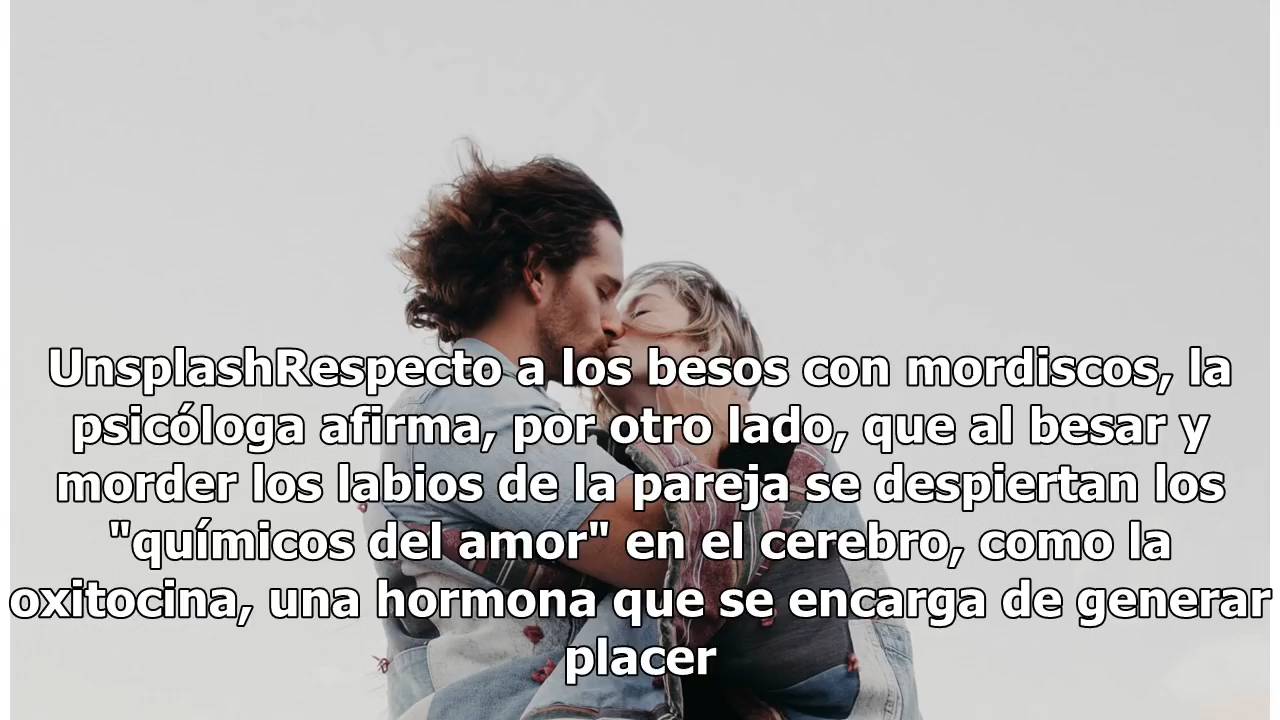 UnsplashRespecto a los besos con mordiscos, la
psicóloga afirma, por otro lado, que al besar y
morder los labios de la pareja se despiertan los
"químicos del amor" en el cerebro, como la
oxitocina, una hormona que se encarga de generar
placer